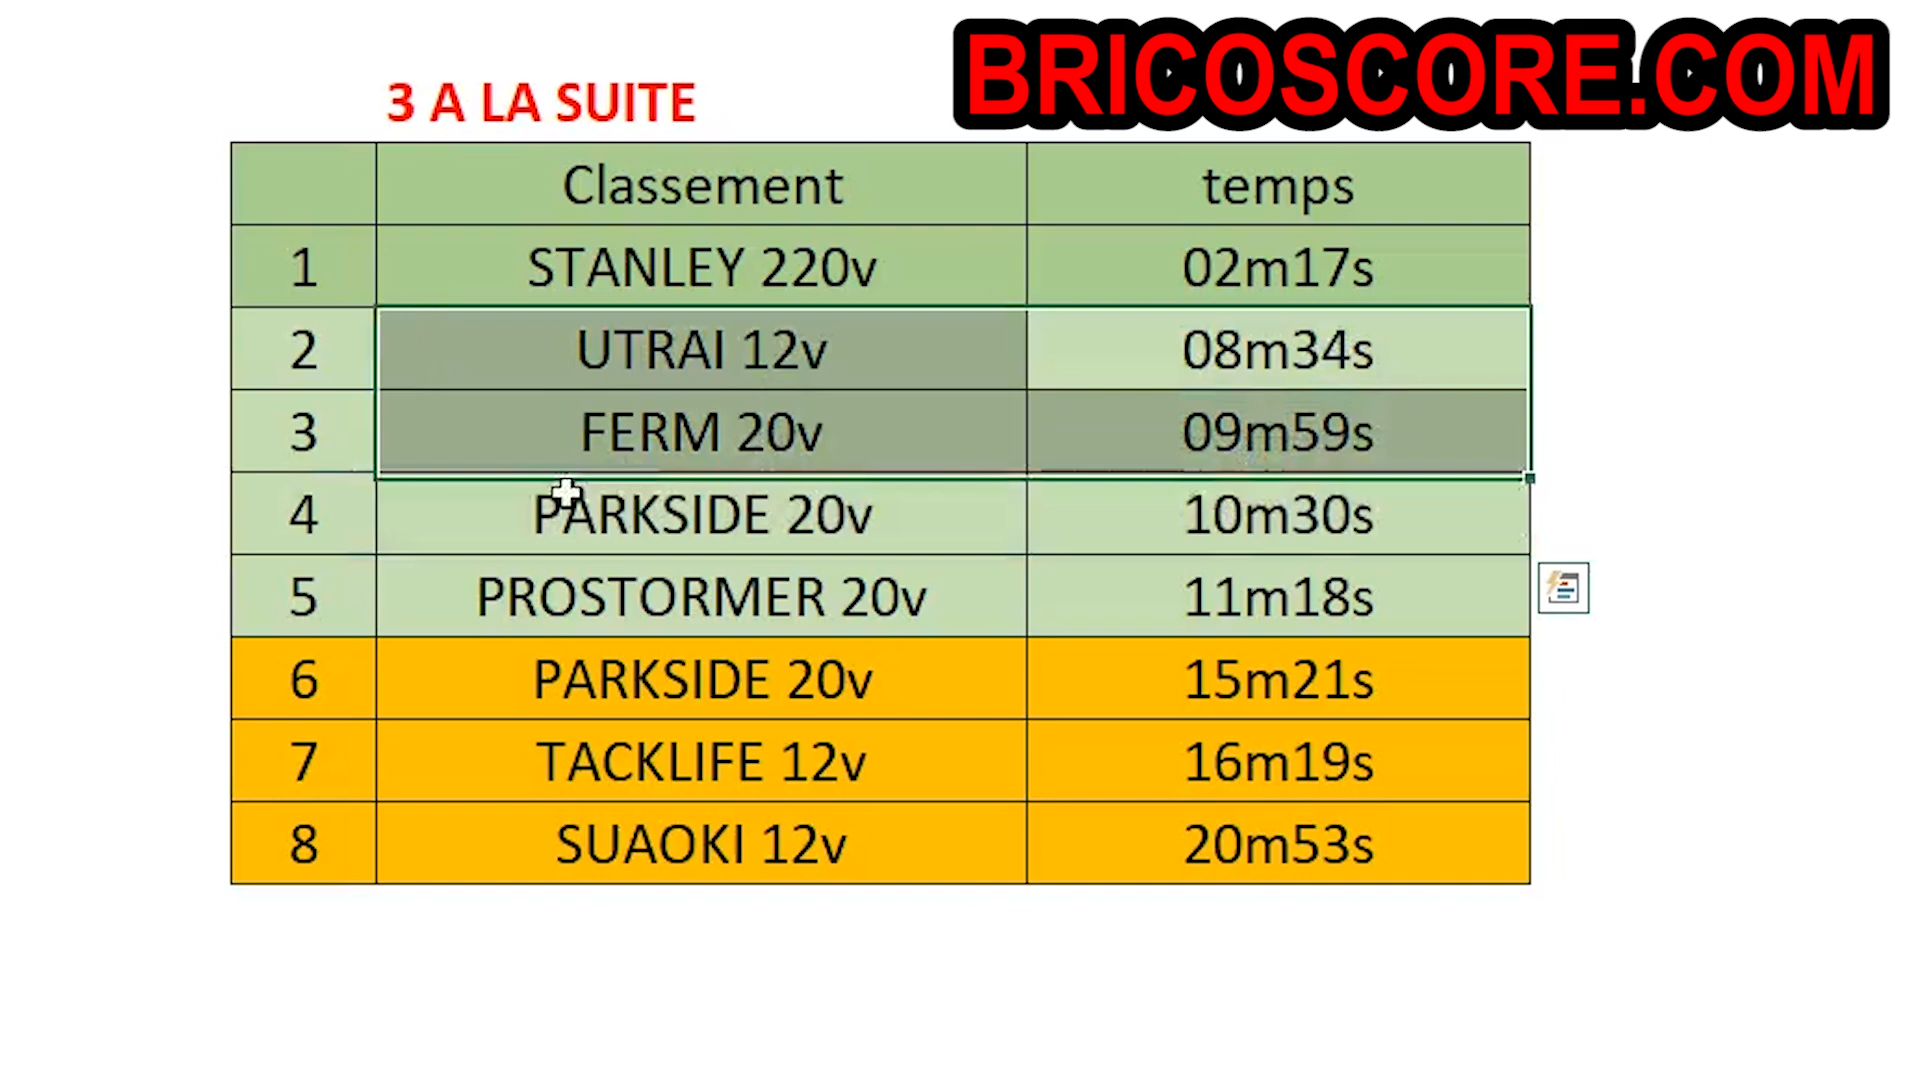 BRICOSCORE.COM
3 A LA SUITE
Classement temps
1 STANLEY 220v 02m17s
2 UTRAI 12v 08m34s
3 FERM 20v 09m59s
4 PARKSIDE 20v 10m30s
5 PROSTORMER 20v 11m18s
6 PARKSIDE 20v 15m21s
7 TACKLIFE 12v 16m19s
8 SUAOKI 12v 20m53s